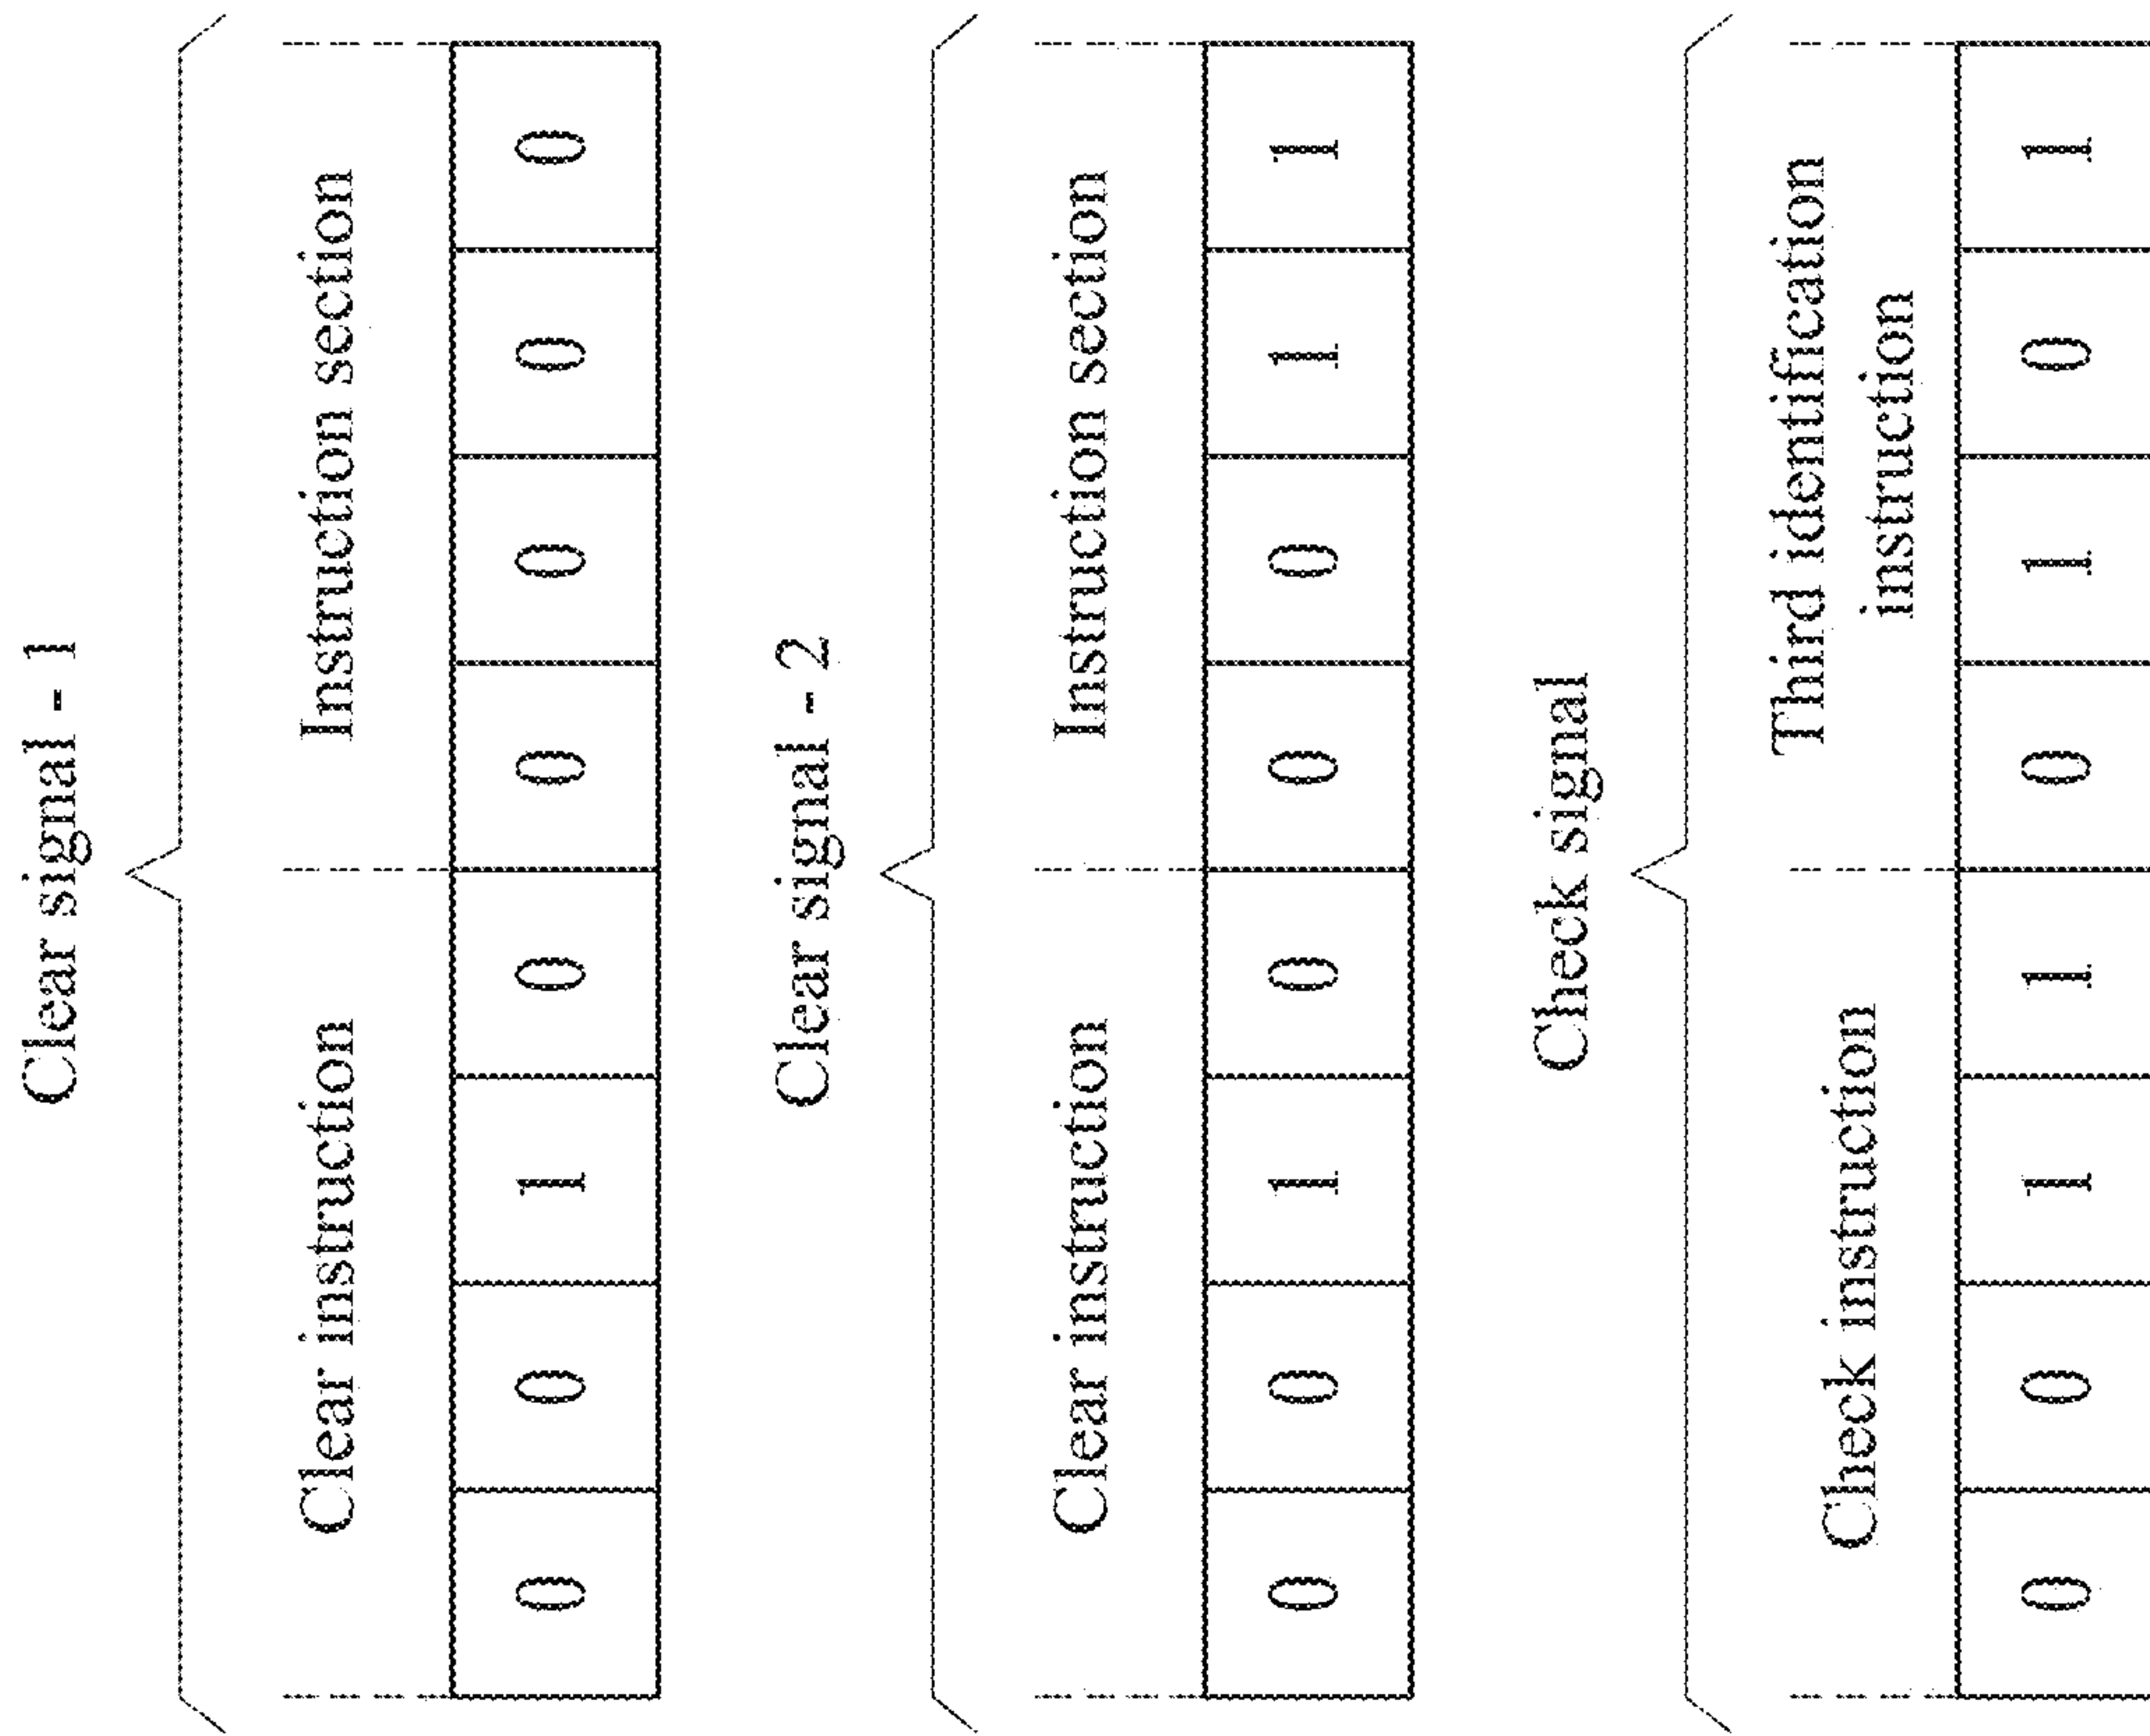 Clear signal - 1
Clear instruction Instruction section
0 0 1 0 0 0 0 0
Clear signal - 2
Clear instruction Instruction section
0 0 1 0 0 0 1 1
Check signal
Check instruction Third identification
instruction
0 0 1 1 0 1 0 1